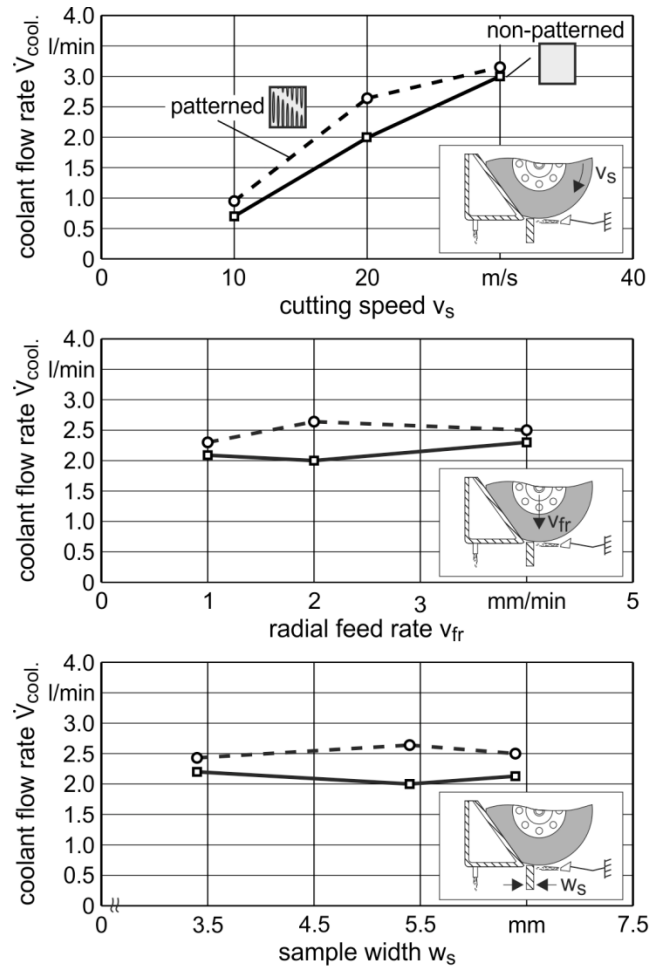 coolant flow rate V̇cool.
4.0
l/min
3.0
2.5
2.0
1.5
1.0
0.5
0
non-patterned
patterned
vs
0
10
20
m/s
40
cutting speed vs
coolant flow rate V̇cool.
4.0
l/min
3.0
2.5
2.0
1.5
1.0
0.5
0
vfr
0
1
2
3
mm/min
5
radial feed rate vfr
coolant flow rate V̇cool.
4.0
l/min
3.0
2.5
2.0
1.5
1.0
0.5
0
ws
0
3.5
4.5
5.5
mm
7.5
sample width ws